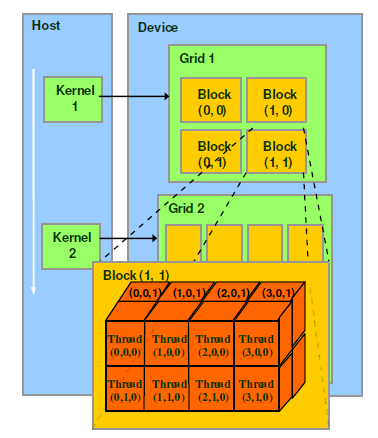 Host
Device
Grid 1
Kernel
1
Block
(0, 0)
Block
(1, 0)
Block
(0, 1)
Block
(1, 1)
Grid 2
Kernel
2
Block (1, 1)
(0,0,1) (1,0,1) (2,0,1) (3,0,1)
Thread Thread Thread Thread
(0,0,0) (1,0,0) (2,0,0) (3,0,0)
Thread Thread Thread Thread
(0,1,0) (1,1,0) (2,1,0) (3,1,0)